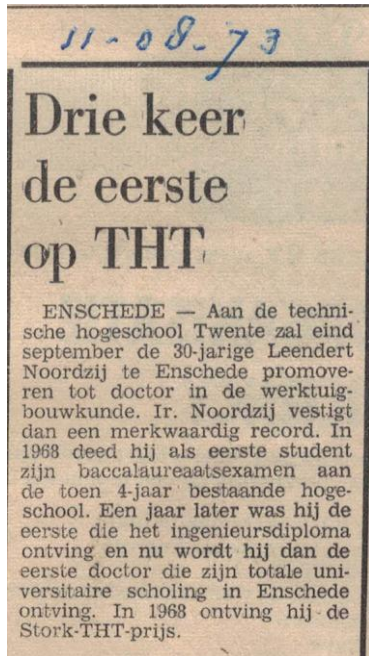 11-08-73
Drie keer
de eerste
op THT
ENSCHEDE — Aan de techni-
sche hogeschool Twente zal eind
september de 30-jarige Leendert
Noordzij te Enschede promove-
ren tot doctor in de werktuig-
bouwkunde. Ir. Noordzij vestigt
dan een merkwaardig record. In
1968 deed hij als eerste student
zijn baccalaureaatsexamen aan
de toen 4-jaar bestaande hoge-
school. Een jaar later was hij de
eerste die het ingenieursdiploma
ontving en nu wordt hij dan de
eerste doctor die zijn totale uni-
versitaire scholing in Enschede
ontving. In 1968 ontving hij de
Stork-THT-prijs.